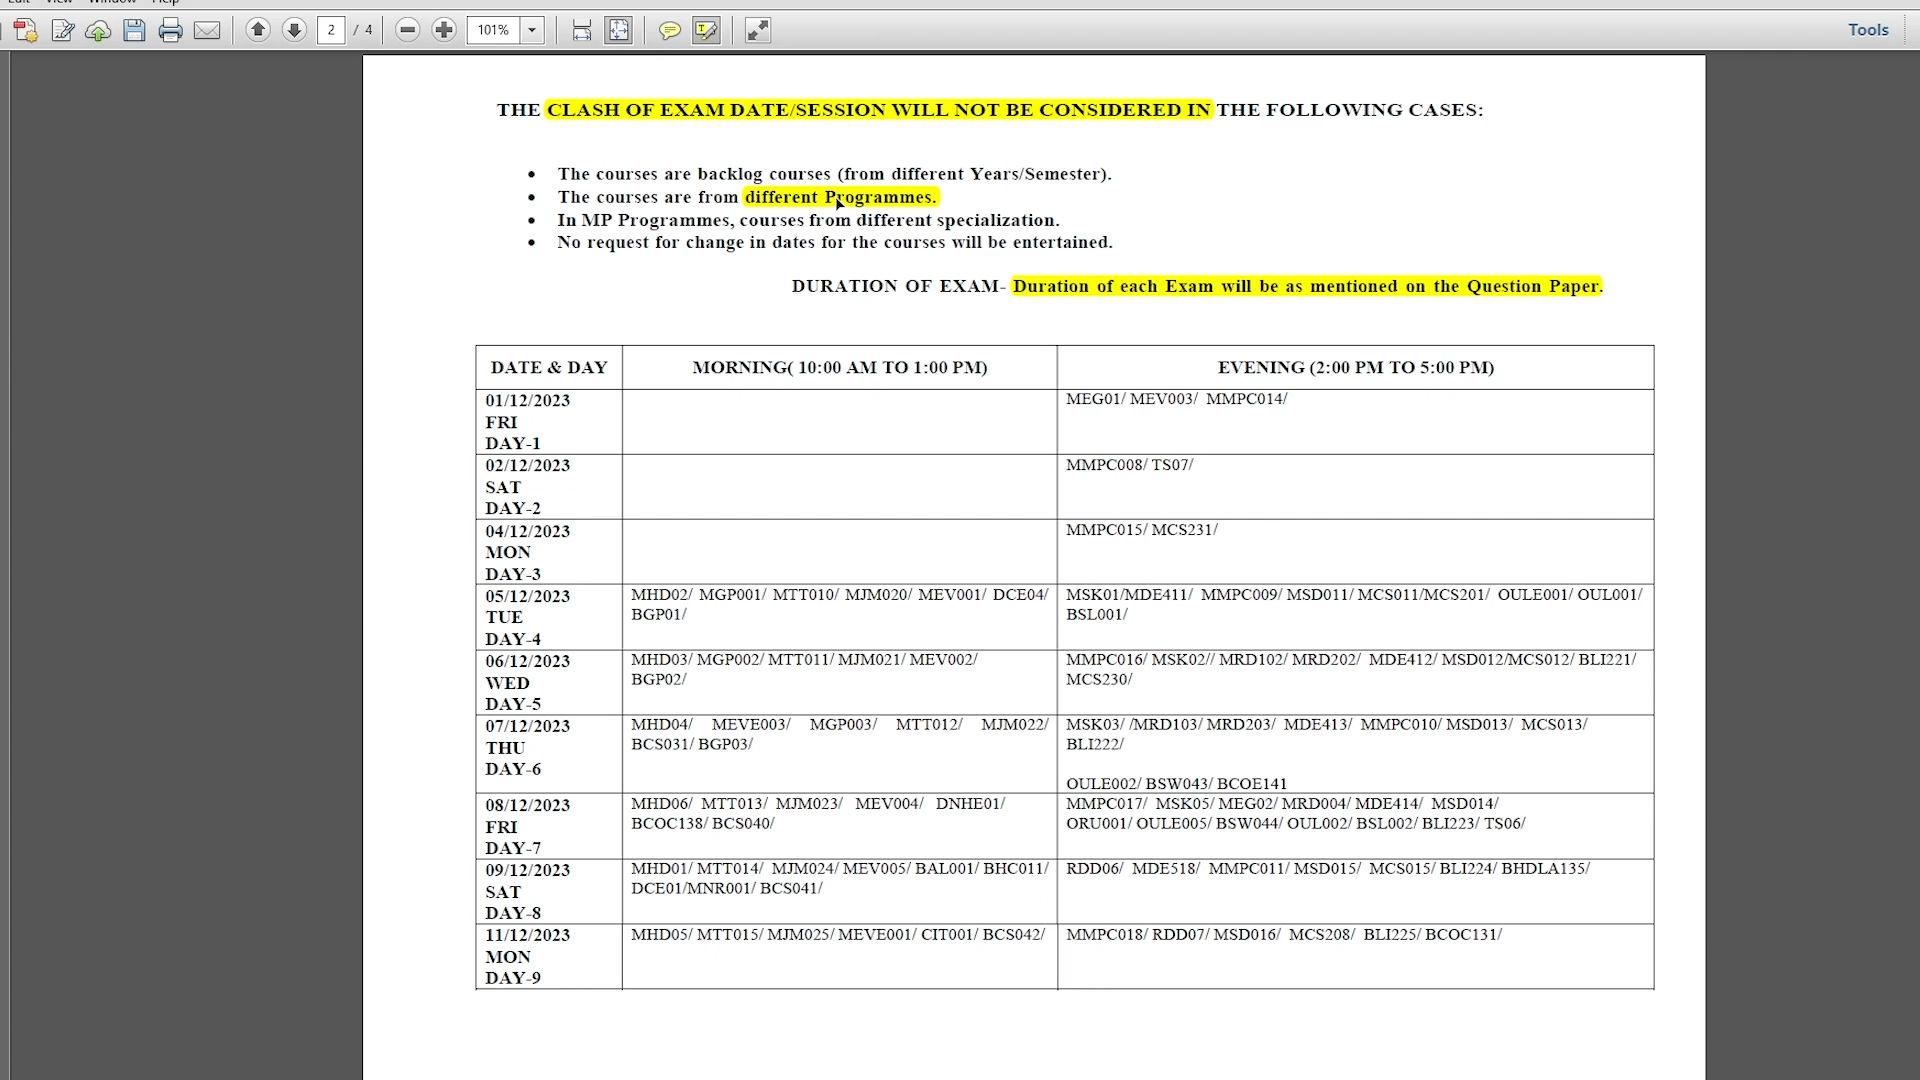 2 / 4
101%
Tools
THE CLASH OF EXAM DATE/SESSION WILL NOT BE CONSIDERED IN THE FOLLOWING CASES:
• The courses are backlog courses (from different Years/Semester).
• The courses are from different Programmes.
• In MP Programmes, courses from different specialization.
• No request for change in dates for the courses will be entertained.
DURATION OF EXAM- Duration of each Exam will be as mentioned on the Question Paper.
DATE & DAY
MORNING( 10:00 AM TO 1:00 PM)
EVENING (2:00 PM TO 5:00 PM)
01/12/2023
FRI
DAY-1
MEG01/ MEV003/ MMPC014/
02/12/2023
SAT
DAY-2
MMPC008/ TS07/
04/12/2023
MON
DAY-3
MMPC015/ MCS231/
05/12/2023
TUE
DAY-4
MHD02/ MGP001/ MTT010/ MJM020/ MEV001/ DCE04/
BGP01/
MSK01/MDE411/ MMPC009/ MSD011/ MCS011/MCS201/ OULE001/ OUL001/
BSL001/
06/12/2023
WED
DAY-5
MHD03/ MGP002/ MTT011/ MJM021/ MEV002/
BGP02/
MMPC016/ MSK02// MRD102/ MRD202/ MDE412/ MSD012/MCS012/ BLI221/
MCS230/
07/12/2023
THU
DAY-6
MHD04/ MEVE003/ MGP003/ MTT012/ MJM022/
BCS031/ BGP03/
MSK03/ /MRD103/ MRD203/ MDE413/ MMPC010/ MSD013/ MCS013/
BLI222/
OULE002/ BSW043/ BCOE141
08/12/2023
FRI
DAY-7
MHD06/ MTT013/ MJM023/ MEV004/ DNHE01/
BCOC138/ BCS040/
MMPC017/ MSK05/ MEG02/ MRD004/ MDE414/ MSD014/
ORU001/ OULE005/ BSW044/ OUL002/ BSL002/ BLI223/ TS06/
09/12/2023
SAT
DAY-8
MHD01/ MTT014/ MJM024/ MEV005/ BAL001/ BHC011/
DCE01/MNR001/ BCS041/
RDD06/ MDE518/ MMPC011/ MSD015/ MCS015/ BLI224/ BHDLA135/
11/12/2023
MON
DAY-9
MHD05/ MTT015/ MJM025/ MEVE001/ CIT001/ BCS042/
MMPC018/ RDD07/ MSD016/ MCS208/ BLI225/ BCOC131/